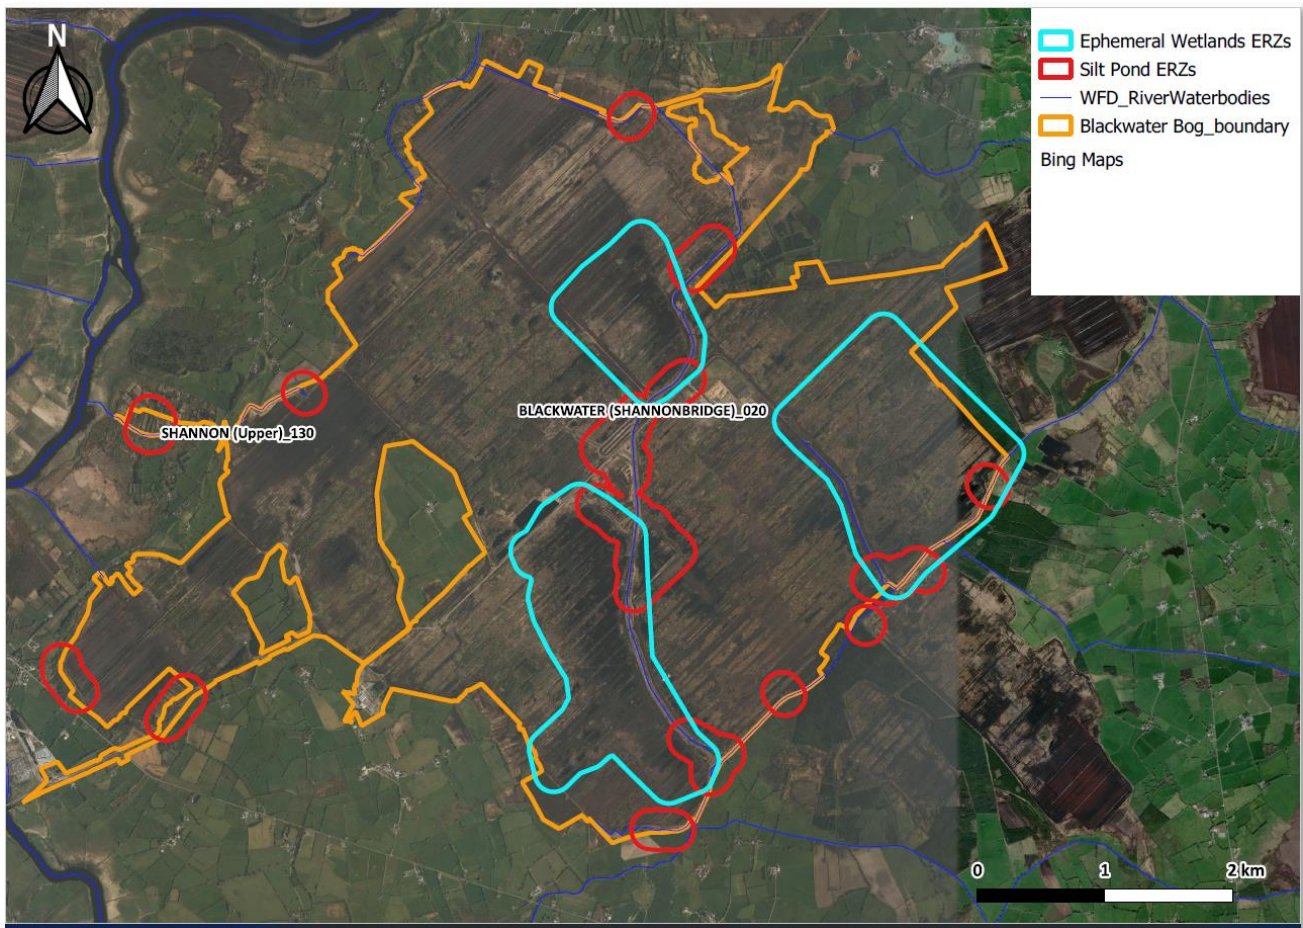 N
Ephemeral Wetlands ERZs
Silt Pond ERZs
WFD_RiverWaterbodies
Blackwater Bog_boundary
Bing Maps
BLACKWATER (SHANNONBRIDGE)_020
SHANNON (Upper)_130
0 1 2 km